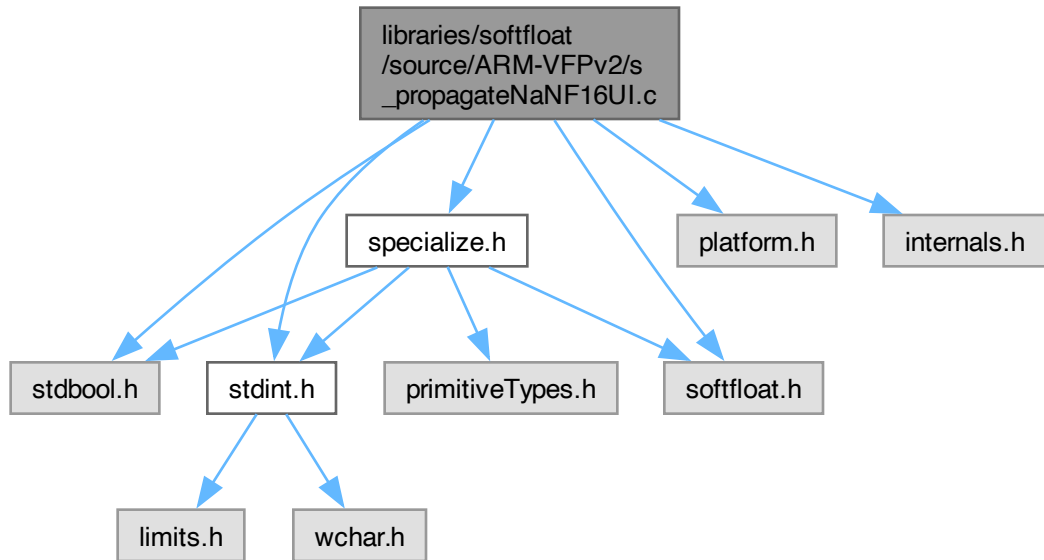 libraries/softfloat
/source/ARM-VFPv2/s
_propagateNaNF16UI.c
specialize.h
platform.h
internals.h
stdbool.h
stdint.h
primitiveTypes.h
softfloat.h
limits.h
wchar.h